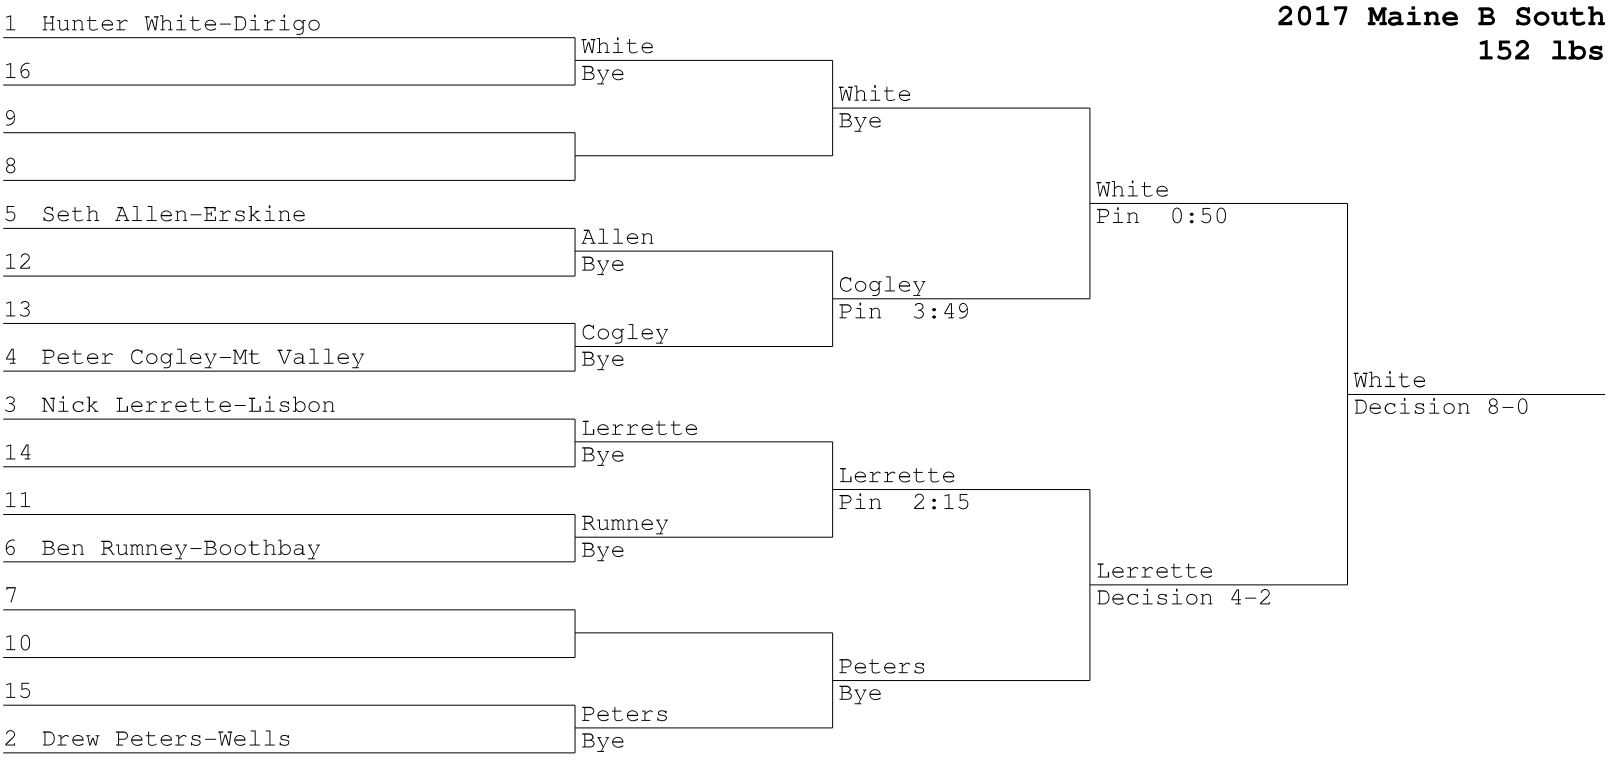 2017 Maine B South
152 lbs
1 Hunter White-Dirigo
16
9
8
5 Seth Allen-Erskine
12
13
4 Peter Cogley-Mt Valley
3 Nick Lerrette-Lisbon
14
11
6 Ben Rumney-Boothbay
7
10
15
2 Drew Peters-Wells
White
Bye
Allen
Bye
Cogley
Bye
Lerrette
Bye
Rumney
Bye
Peters
Bye
White
Bye
Cogley
Pin 3:49
Lerrette
Pin 2:15
Peters
Bye
White
Pin 0:50
Lerrette
Decision 4-2
White
Decision 8-0